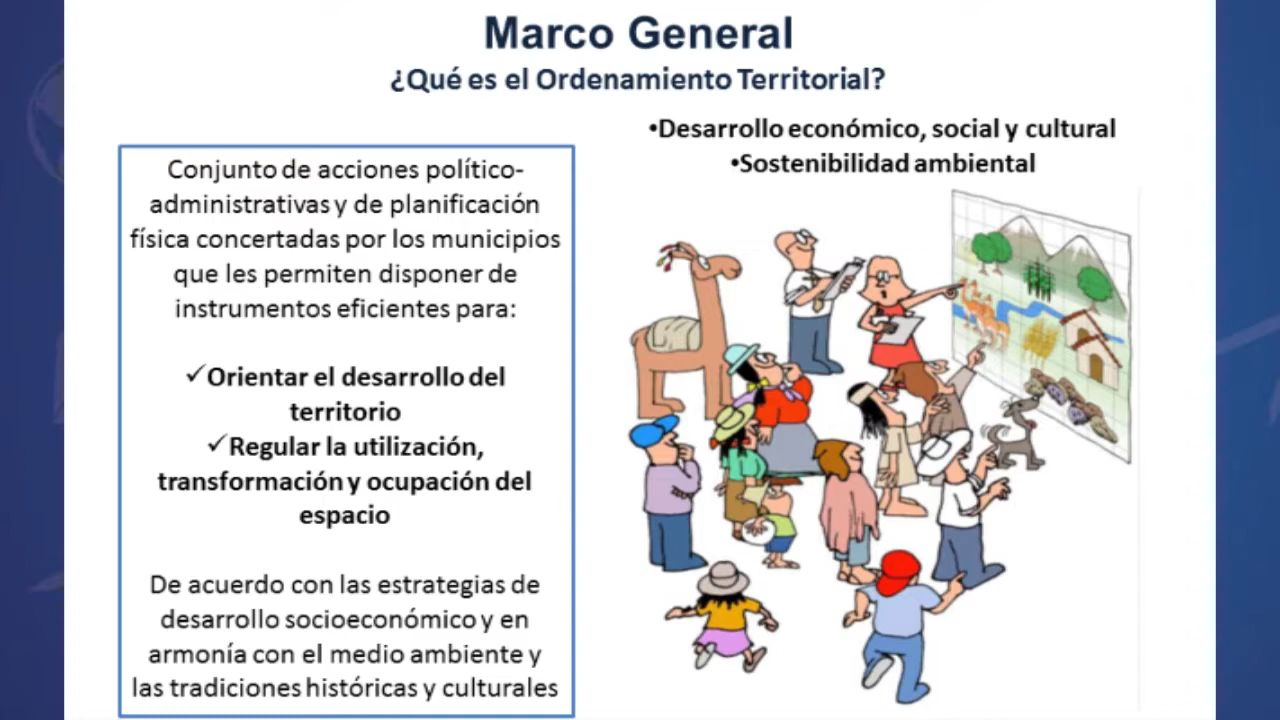 Marco General
¿Qué es el Ordenamiento Territorial?
•Desarrollo económico, social y cultural
•Sostenibilidad ambiental
Conjunto de acciones político-
administrativas y de planificación
física concertadas por los municipios
que les permiten disponer de
instrumentos eficientes para:
✓Orientar el desarrollo del
territorio
✓Regular la utilización,
transformación y ocupación del
espacio
De acuerdo con las estrategias de
desarrollo socioeconómico y en
armonía con el medio ambiente y
las tradiciones históricas y culturales